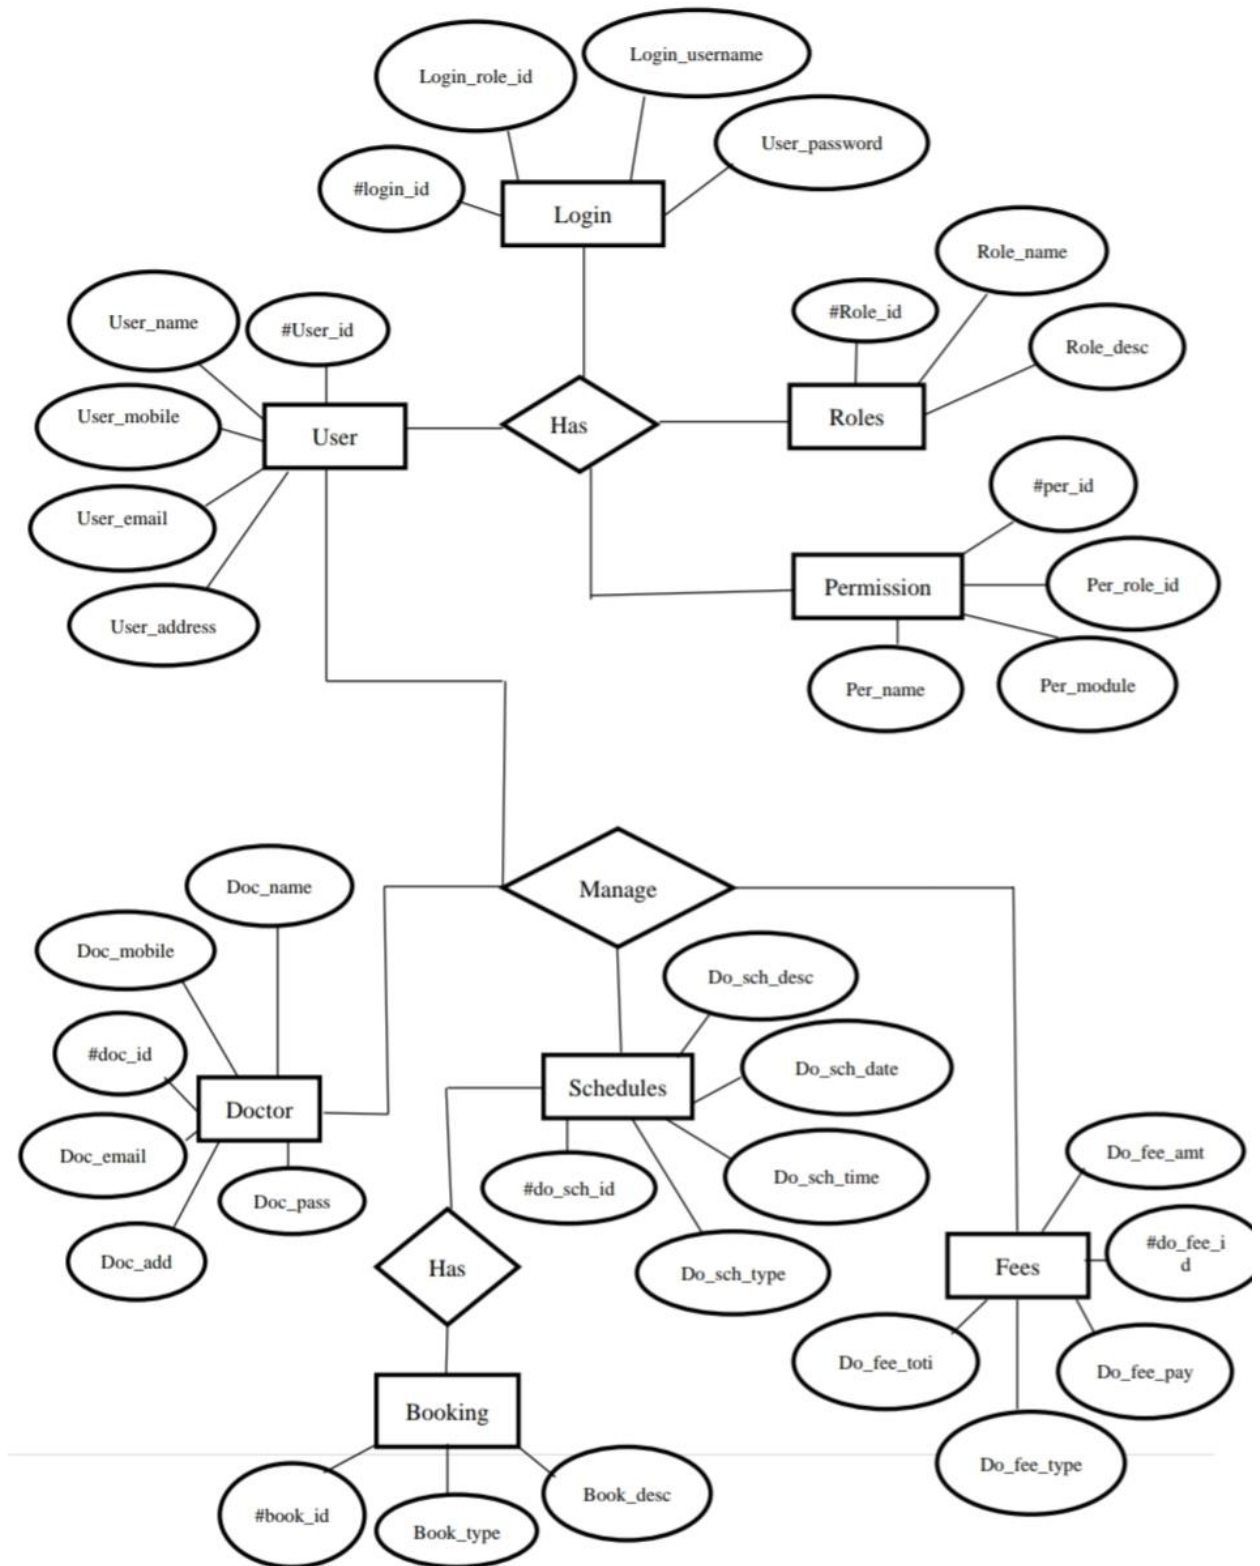 Login_username
Login_role_id
User_password
#login_id
Login
Role_name
#Role_id
User_name
#User_id
Role_desc
User_mobile
User
Has
Roles
#per_id
User_email
Permission
Per_role_id
User_address
Per_name
Per_module
Doc_name
Manage
Doc_mobile
Do_sch_desc
#doc_id
Do_sch_date
Schedules
Doctor
Do_fee_amt
Doc_email
Do_sch_time
#do_sch_id
Doc_pass
#do_fee_i
d
Doc_add
Has
Do_sch_type
Fees
Do_fee_toti
Do_fee_pay
Booking
Do_fee_type
Book_desc
#book_id
Book_type